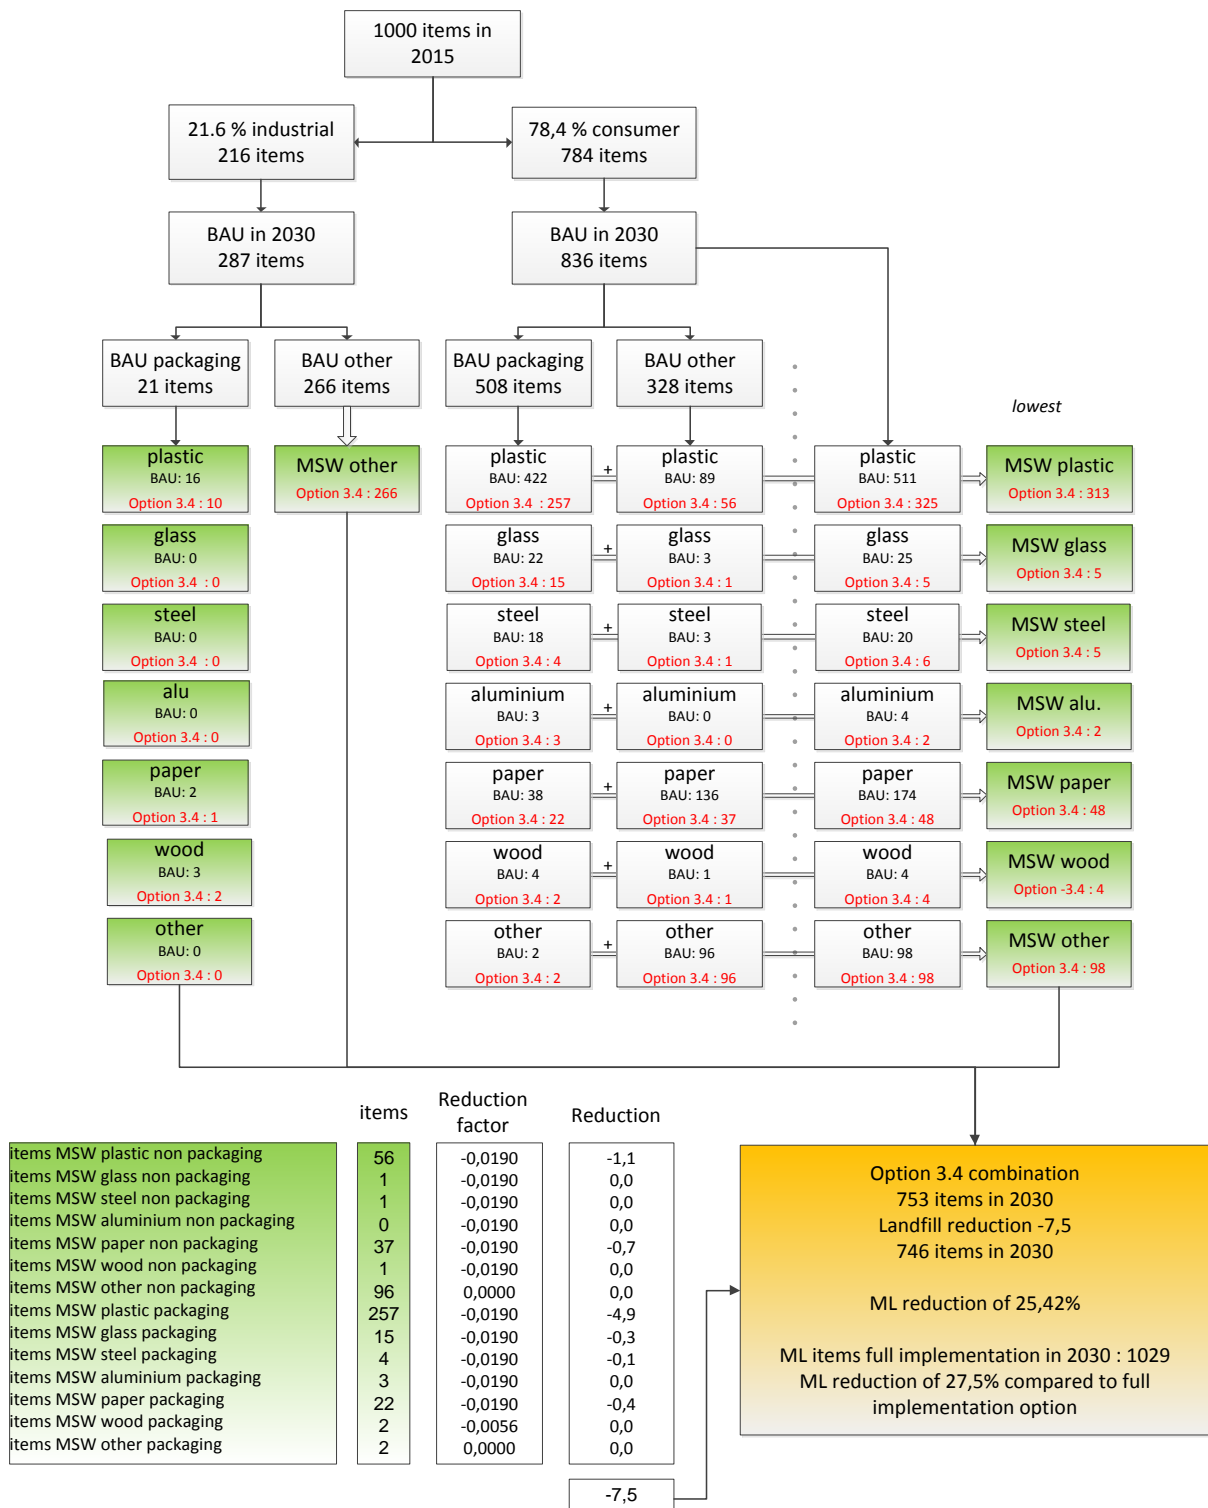 1000 items in
2015
21.6 % industrial
216 items
78,4 % consumer
784 items
BAU in 2030
287 items
BAU in 2030
836 items
BAU packaging
21 items
BAU other
266 items
BAU packaging
508 items
BAU other
328 items
lowest
plastic
BAU: 16
Option 3.4 : 10
MSW other
Option 3.4 : 266
plastic
BAU: 422
Option 3.4 : 257
+
plastic
BAU: 89
Option 3.4 : 56
plastic
BAU: 511
Option 3.4 : 325
MSW plastic
Option 3.4 : 313
glass
BAU: 0
Option 3.4 : 0
glass
BAU: 22
Option 3.4 : 15
+
glass
BAU: 3
Option 3.4 : 1
glass
BAU: 25
Option 3.4 : 5
MSW glass
Option 3.4 : 5
steel
BAU: 0
Option 3.4 : 0
steel
BAU: 18
Option 3.4 : 4
+
steel
BAU: 3
Option 3.4 : 1
steel
BAU: 20
Option 3.4 : 6
MSW steel
Option 3.4 : 5
alu
BAU: 0
Option 3.4 : 0
aluminium
BAU: 3
Option 3.4 : 3
+
aluminium
BAU: 0
Option 3.4 : 0
aluminium
BAU: 4
Option 3.4 : 2
MSW alu.
Option 3.4 : 2
paper
BAU: 2
Option 3.4 : 1
paper
BAU: 38
Option 3.4 : 22
+
paper
BAU: 136
Option 3.4 : 37
paper
BAU: 174
Option 3.4 : 48
MSW paper
Option 3.4 : 48
wood
BAU: 3
Option 3.4 : 2
wood
BAU: 4
Option 3.4 : 2
+
wood
BAU: 1
Option 3.4 : 1
wood
BAU: 4
Option 3.4 : 4
MSW wood
Option -3.4 : 4
other
BAU: 0
Option 3.4 : 0
other
BAU: 2
Option 3.4 : 2
+
other
BAU: 96
Option 3.4 : 96
other
BAU: 98
Option 3.4 : 98
MSW other
Option 3.4 : 98
items
Reduction
factor
Reduction
items MSW plastic non packaging 56 -0,0190 -1,1
items MSW glass non packaging 1 -0,0190 0,0
items MSW steel non packaging 1 -0,0190 0,0
items MSW aluminium non packaging 0 -0,0190 0,0
items MSW paper non packaging 37 -0,0190 -0,7
items MSW wood non packaging 1 -0,0190 0,0
items MSW other non packaging 96 0,0000 0,0
items MSW plastic packaging 257 -0,0190 -4,9
items MSW glass packaging 15 -0,0190 -0,3
items MSW steel packaging 4 -0,0190 -0,1
items MSW aluminium packaging 3 -0,0190 0,0
items MSW paper packaging 22 -0,0190 -0,4
items MSW wood packaging 2 -0,0056 0,0
items MSW other packaging 2 0,0000 0,0
-7,5
Option 3.4 combination
753 items in 2030
Landfill reduction -7,5
746 items in 2030
ML reduction of 25,42%
ML items full implementation in 2030 : 1029
ML reduction of 27,5% compared to full
implementation option